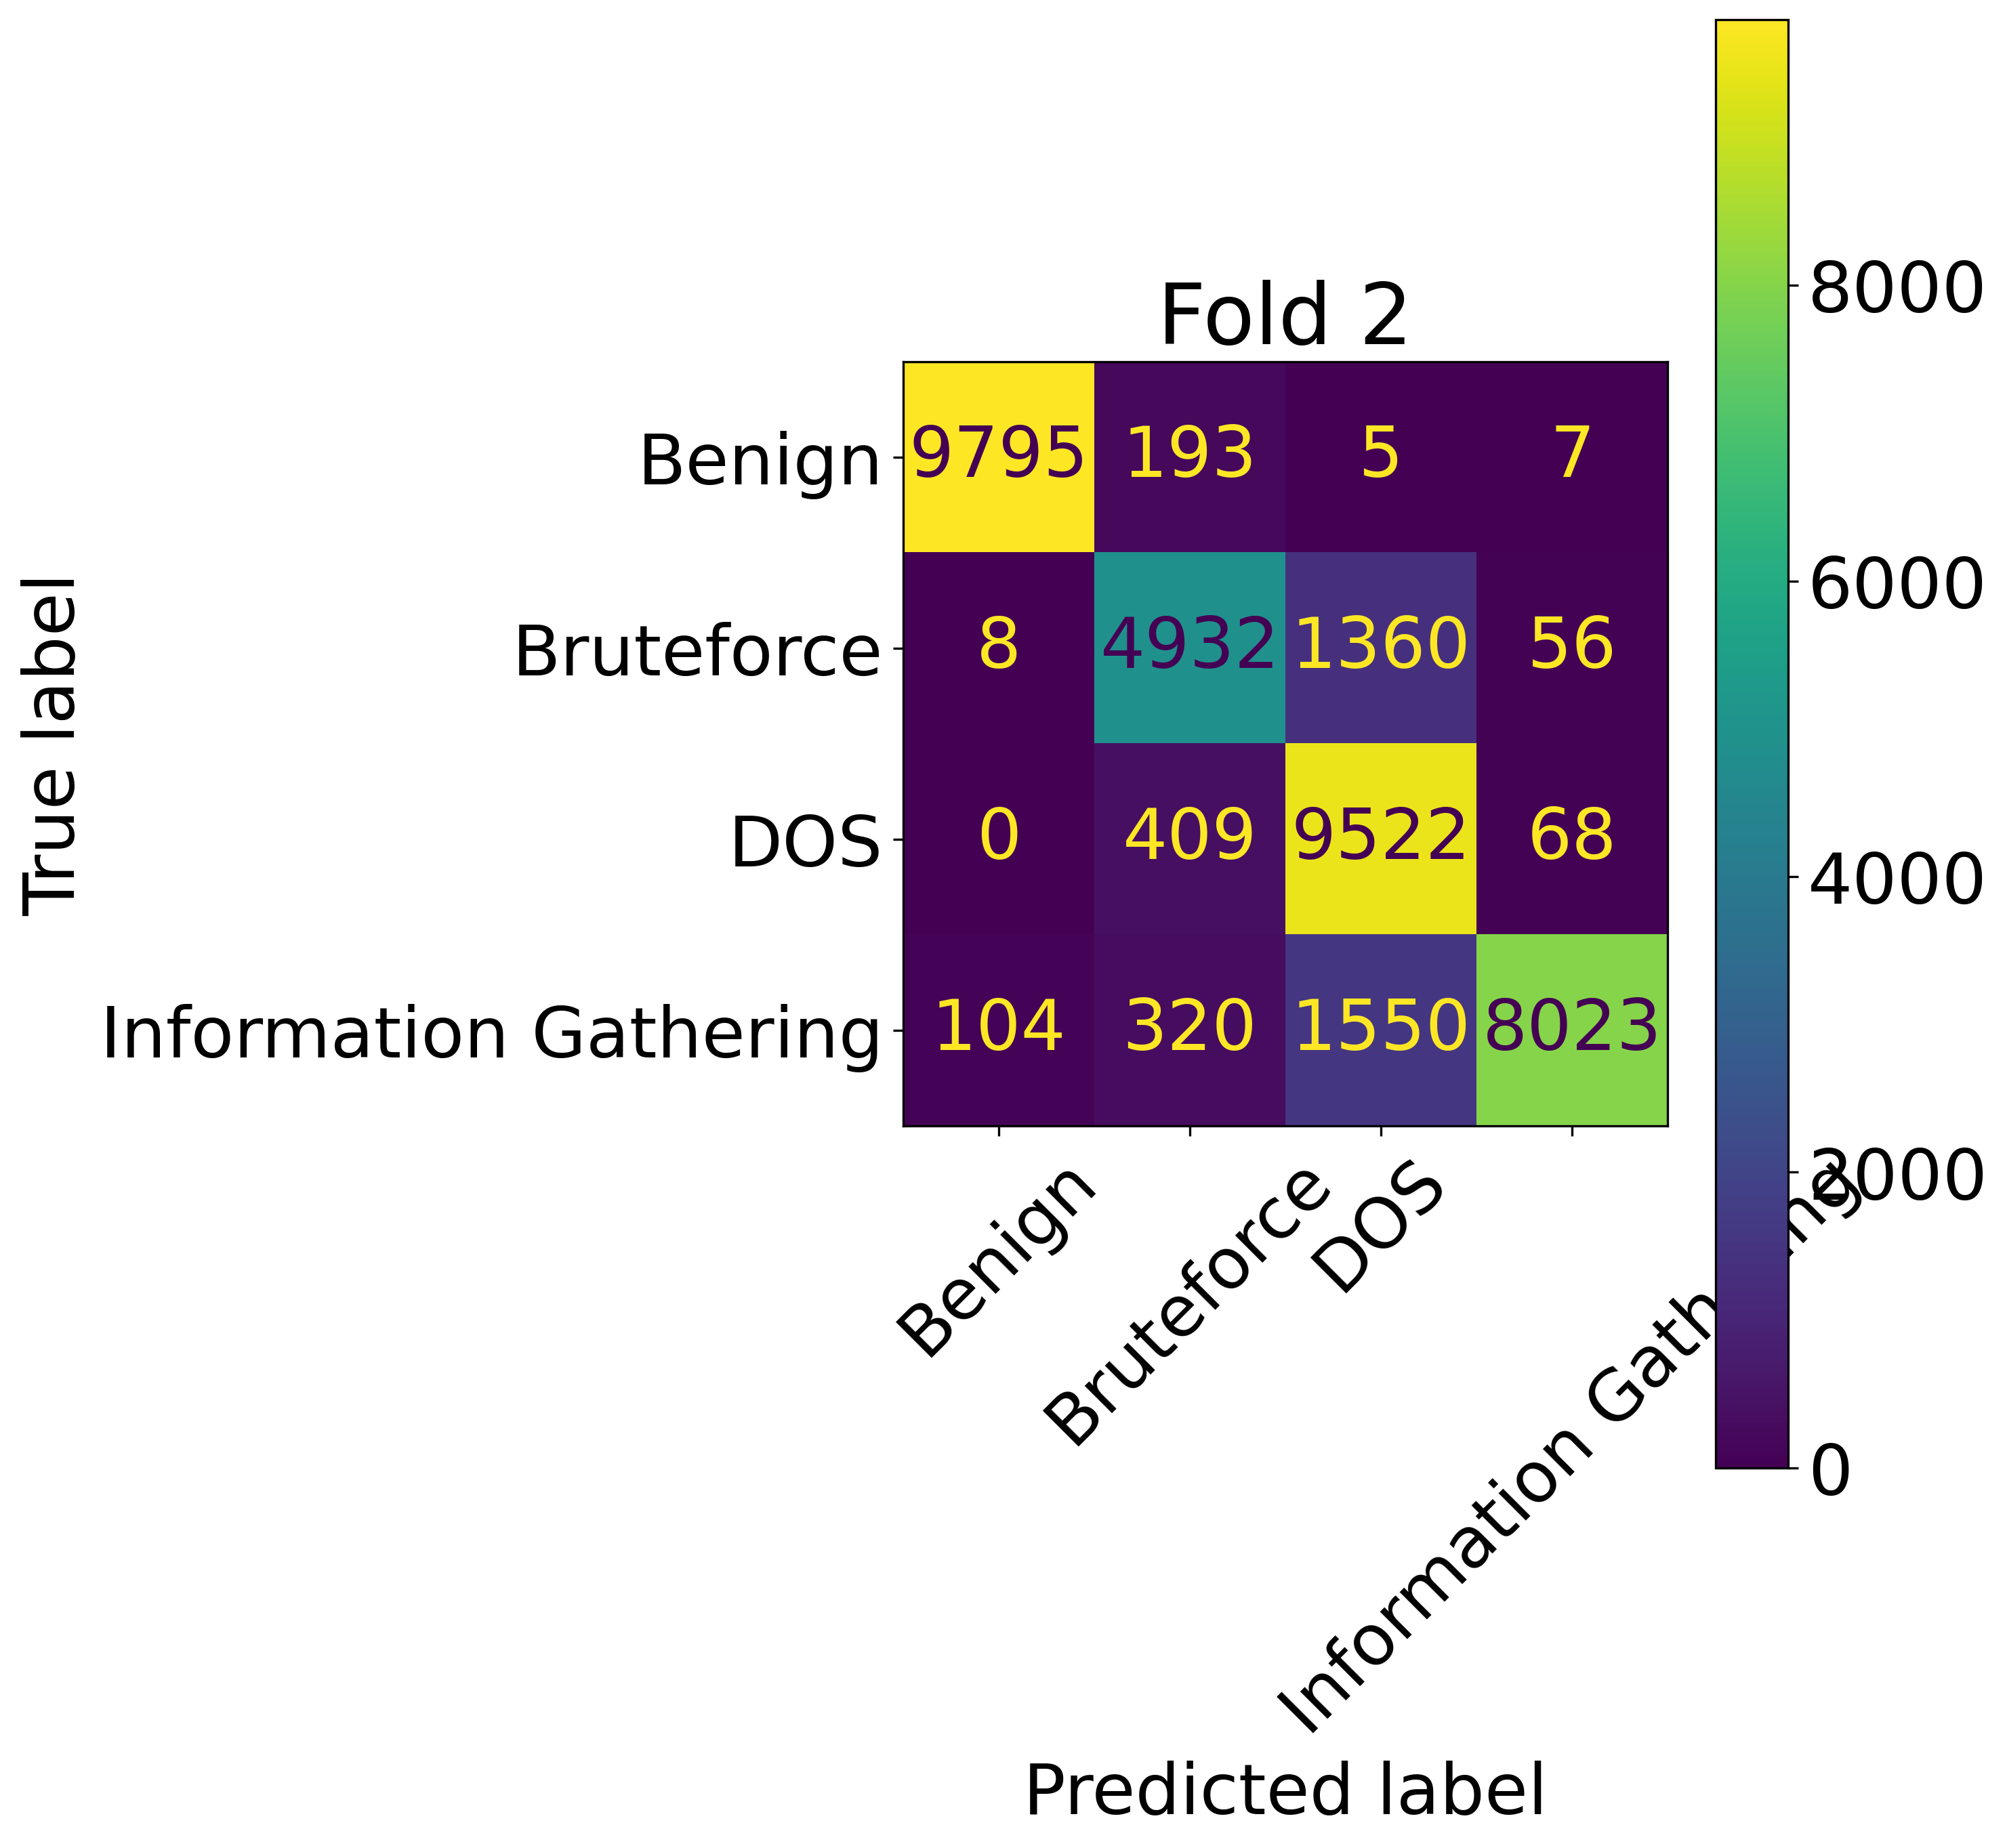 Fold 2
True label
Benign 9795 193 5 7
Bruteforce 8 4932 1360 56
DOS 0 409 9522 68
Information Gathering 104 320 1550 8023
Benign
Bruteforce
DOS
Information
Predicted label
8000
6000
4000
2000
0